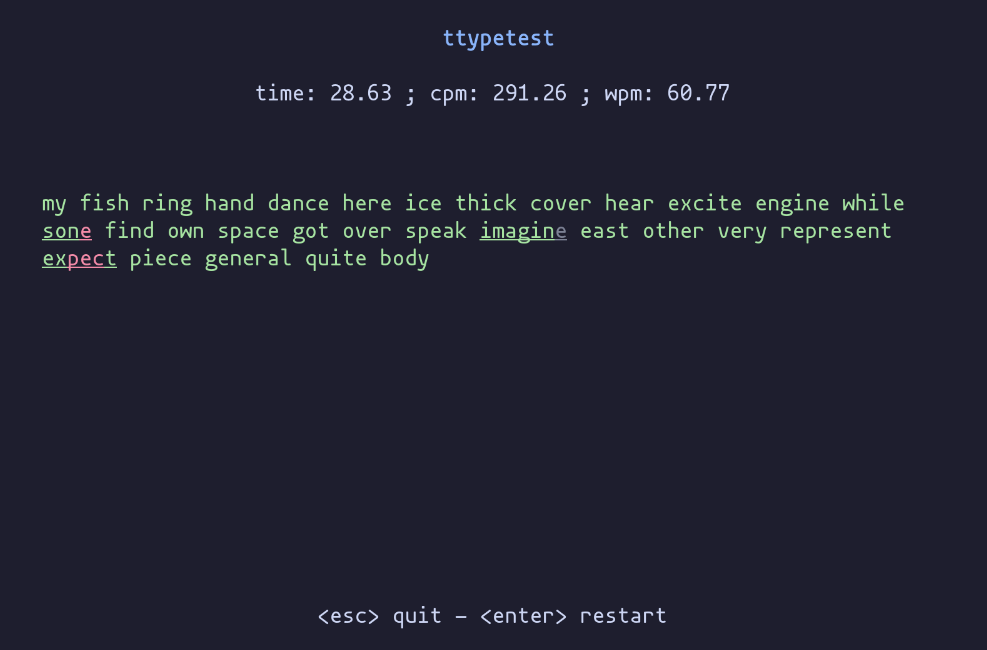 ttypetest
time: 28.63 ; cpm: 291.26 ; wpm: 60.77
my fish ring hand dance here ice thick cover hear excite engine while
sone find own space got over speak imagine east other very represent
expect piece general quite body
<esc> quit — <enter> restart